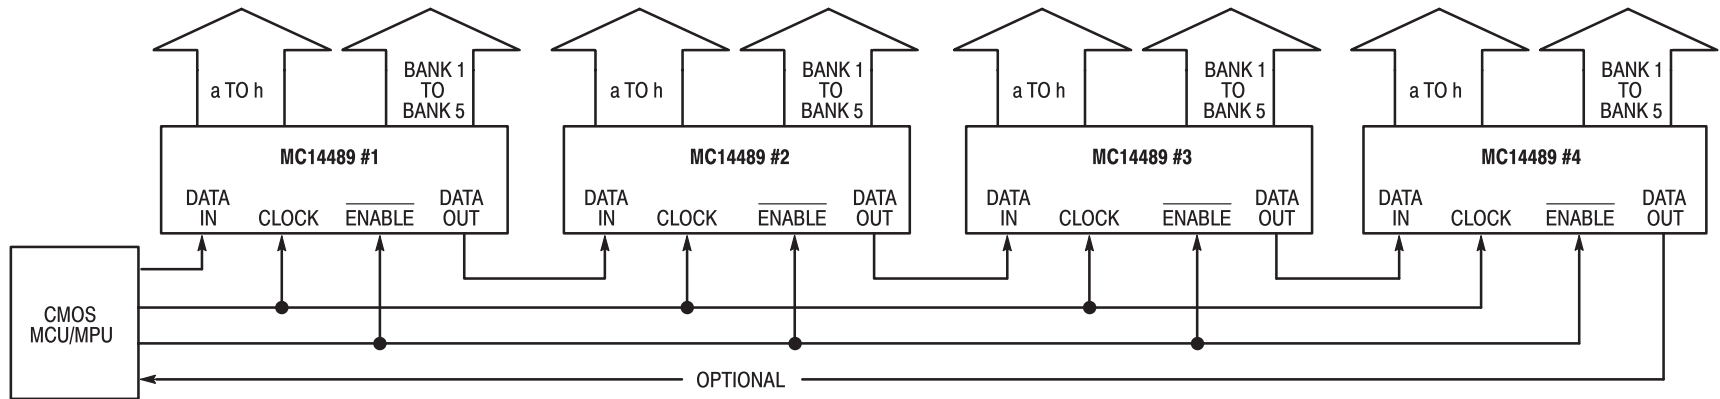 a TO h
BANK 1
TO
BANK 5
a TO h
BANK 1
TO
BANK 5
a TO h
BANK 1
TO
BANK 5
a TO h
BANK 1
TO
BANK 5
MC14489 #1
DATA
IN
CLOCK
ENABLE
DATA
OUT
MC14489 #2
DATA
IN
CLOCK
ENABLE
DATA
OUT
MC14489 #3
DATA
IN
CLOCK
ENABLE
DATA
OUT
MC14489 #4
DATA
IN
CLOCK
ENABLE
DATA
OUT
CMOS
MCU/MPU
OPTIONAL